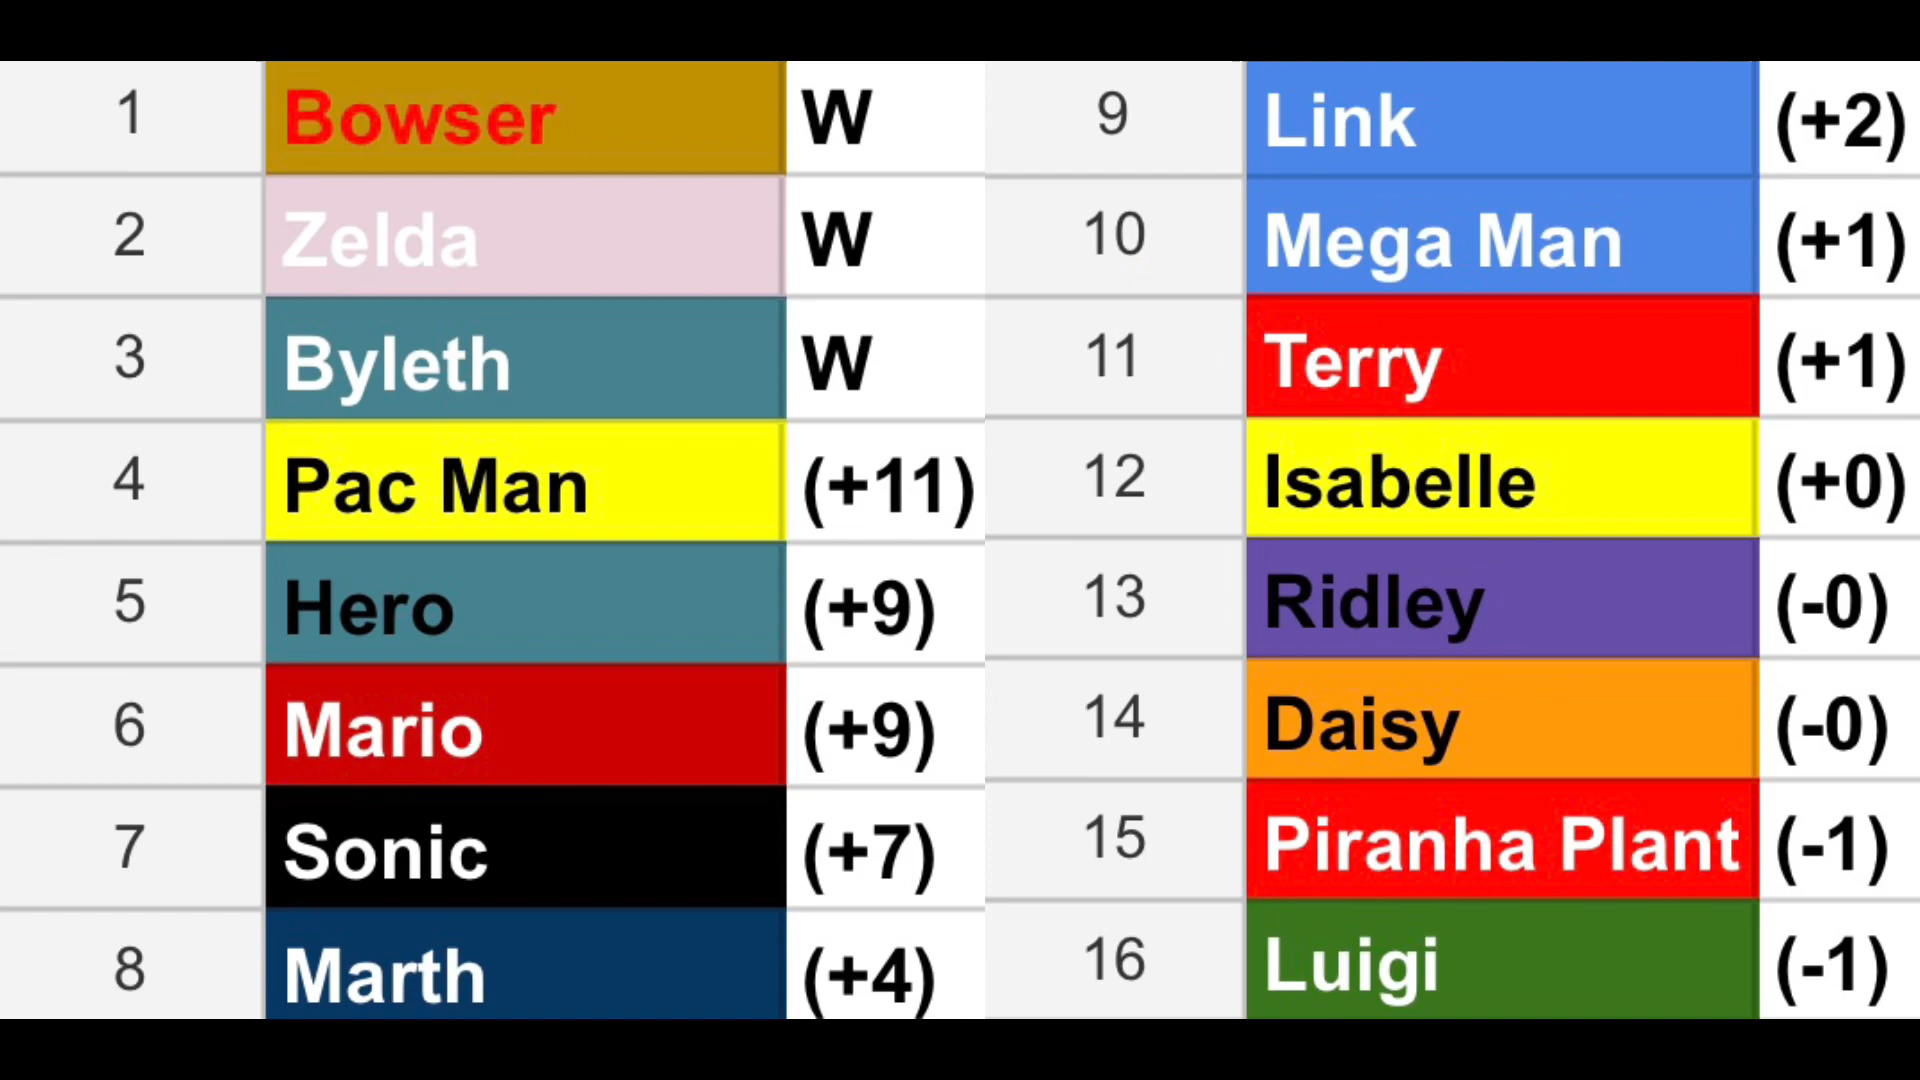 1 Bowser W
2 Zelda W
3 Byleth W
4 Pac Man (+11)
5 Hero (+9)
6 Mario (+9)
7 Sonic (+7)
8 Marth (+4)
9 Link (+2)
10 Mega Man (+1)
11 Terry (+1)
12 Isabelle (+0)
13 Ridley (-0)
14 Daisy (-0)
15 Piranha Plant (-1)
16 Luigi (-1)